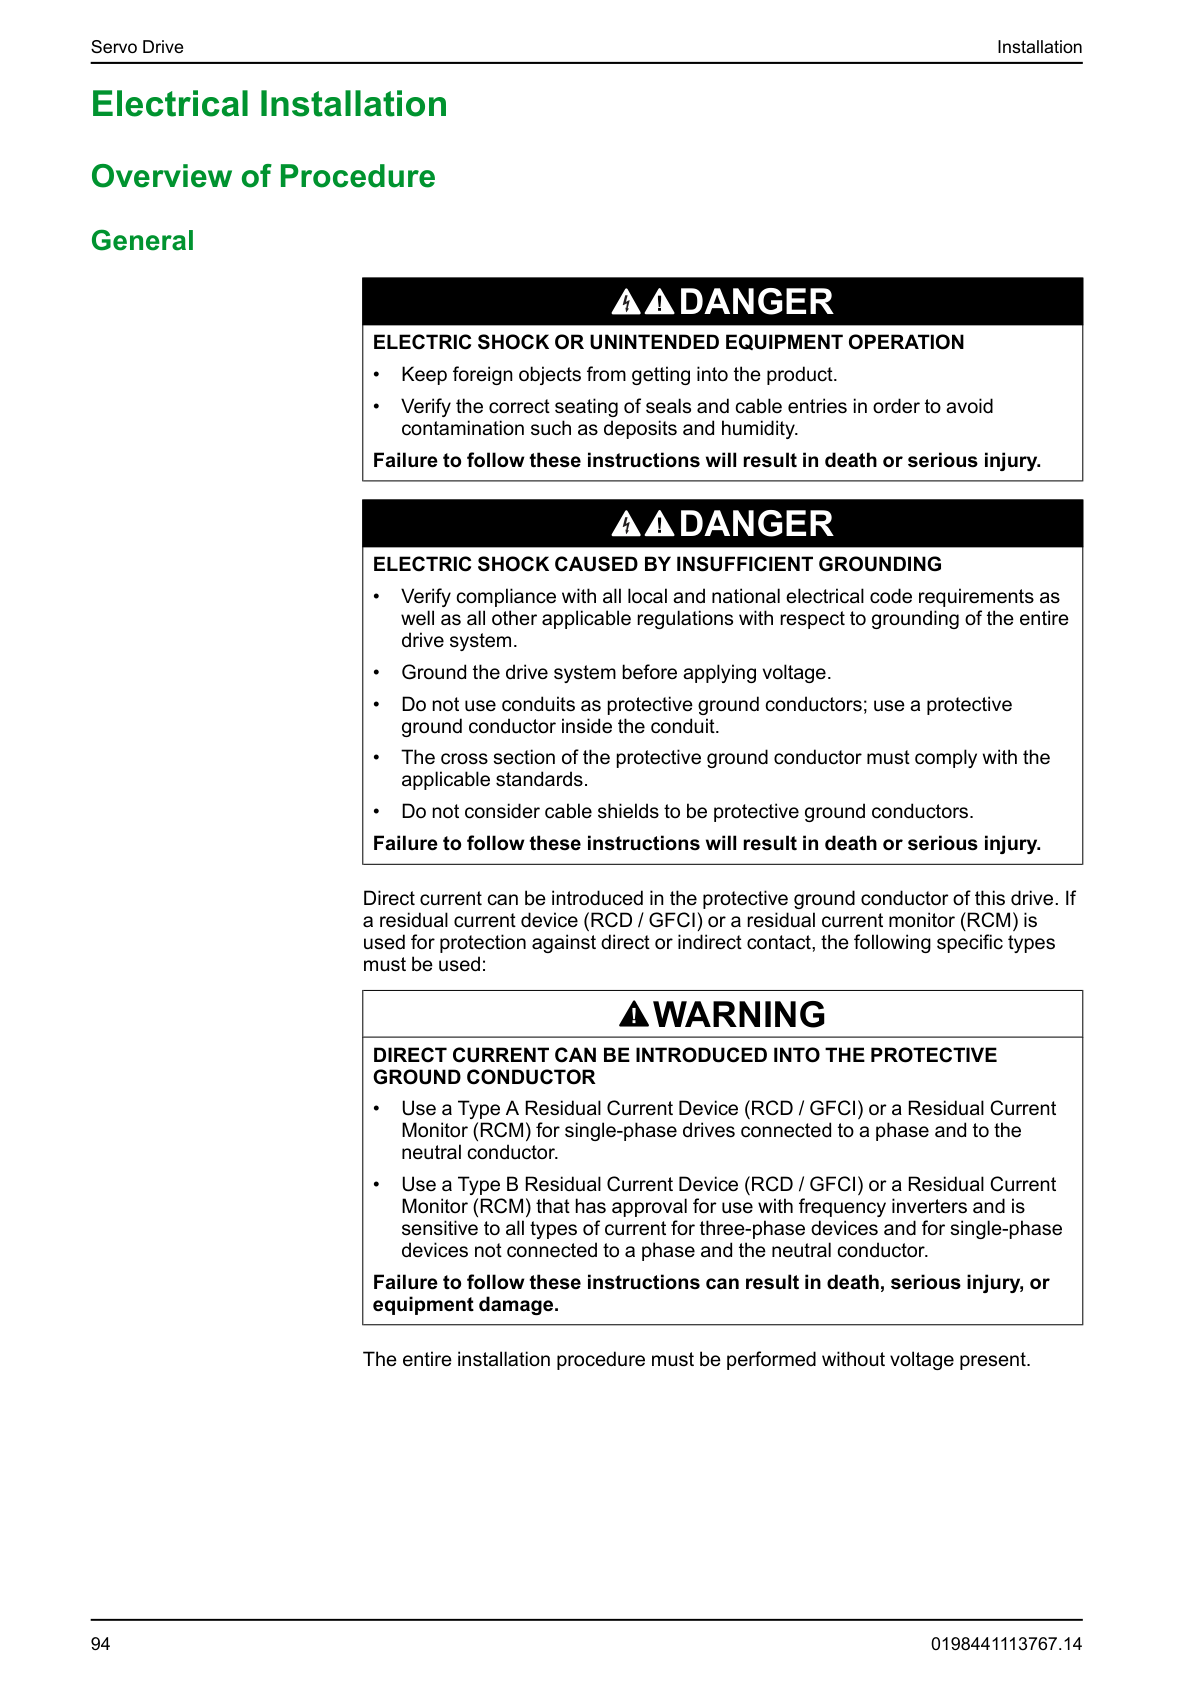 Servo Drive
Installation
Electrical Installation
Overview of Procedure
General
DANGER
ELECTRIC SHOCK OR UNINTENDED EQUIPMENT OPERATION
• Keep foreign objects from getting into the product.
• Verify the correct seating of seals and cable entries in order to avoid
contamination such as deposits and humidity.
Failure to follow these instructions will result in death or serious injury.
DANGER
ELECTRIC SHOCK CAUSED BY INSUFFICIENT GROUNDING
• Verify compliance with all local and national electrical code requirements as
well as all other applicable regulations with respect to grounding of the entire
drive system.
• Ground the drive system before applying voltage.
• Do not use conduits as protective ground conductors; use a protective
ground conductor inside the conduit.
• The cross section of the protective ground conductor must comply with the
applicable standards.
• Do not consider cable shields to be protective ground conductors.
Failure to follow these instructions will result in death or serious injury.
Direct current can be introduced in the protective ground conductor of this drive. If
a residual current device (RCD / GFCI) or a residual current monitor (RCM) is
used for protection against direct or indirect contact, the following specific types
must be used:
WARNING
DIRECT CURRENT CAN BE INTRODUCED INTO THE PROTECTIVE
GROUND CONDUCTOR
• Use a Type A Residual Current Device (RCD / GFCI) or a Residual Current
Monitor (RCM) for single-phase drives connected to a phase and to the
neutral conductor.
• Use a Type B Residual Current Device (RCD / GFCI) or a Residual Current
Monitor (RCM) that has approval for use with frequency inverters and is
sensitive to all types of current for three-phase devices and for single-phase
devices not connected to a phase and the neutral conductor.
Failure to follow these instructions can result in death, serious injury, or
equipment damage.
The entire installation procedure must be performed without voltage present.
94
0198441113767.14